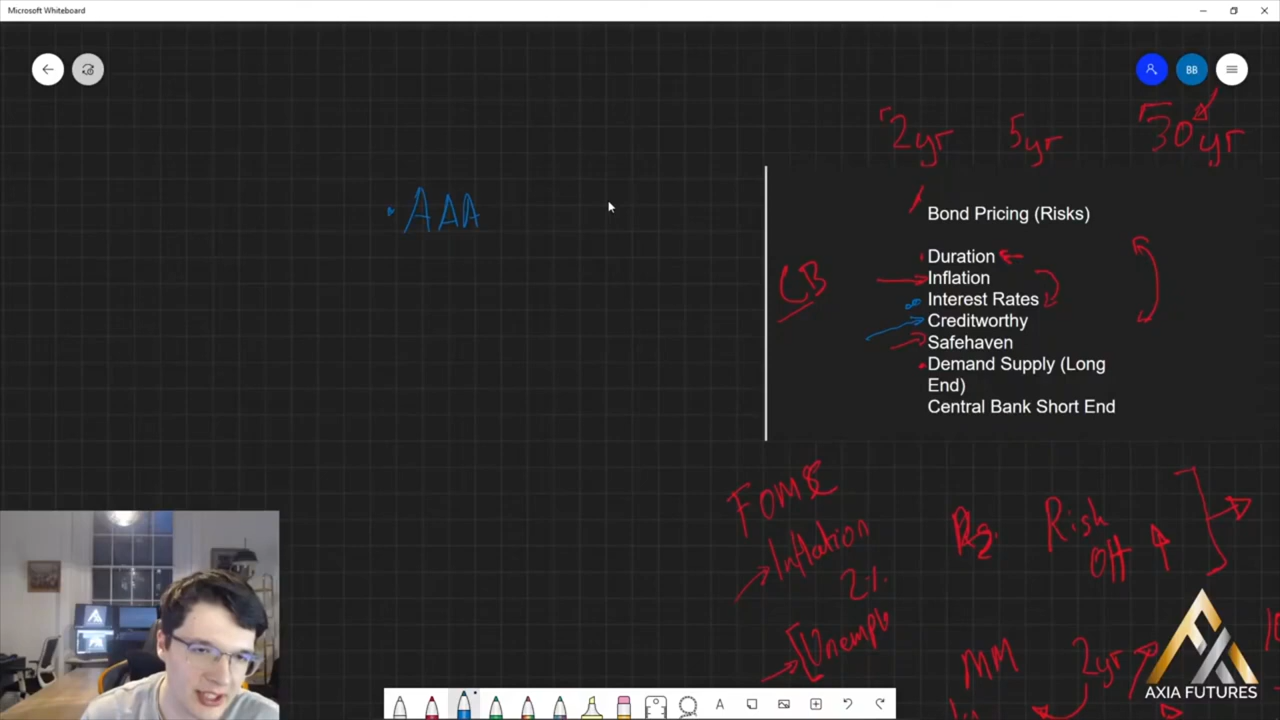 Microsoft Whiteboard
BB
2yr 5yr 30yr
AAA
Bond Pricing (Risks)
Duration
Inflation
Interest Rates
Creditworthy
Safehaven
Demand Supply (Long
End)
Central Bank Short End
CB
FOMC
Inflation
2%
Unempl
Risk
Off
MM 2yr
A
AXIA FUTURES